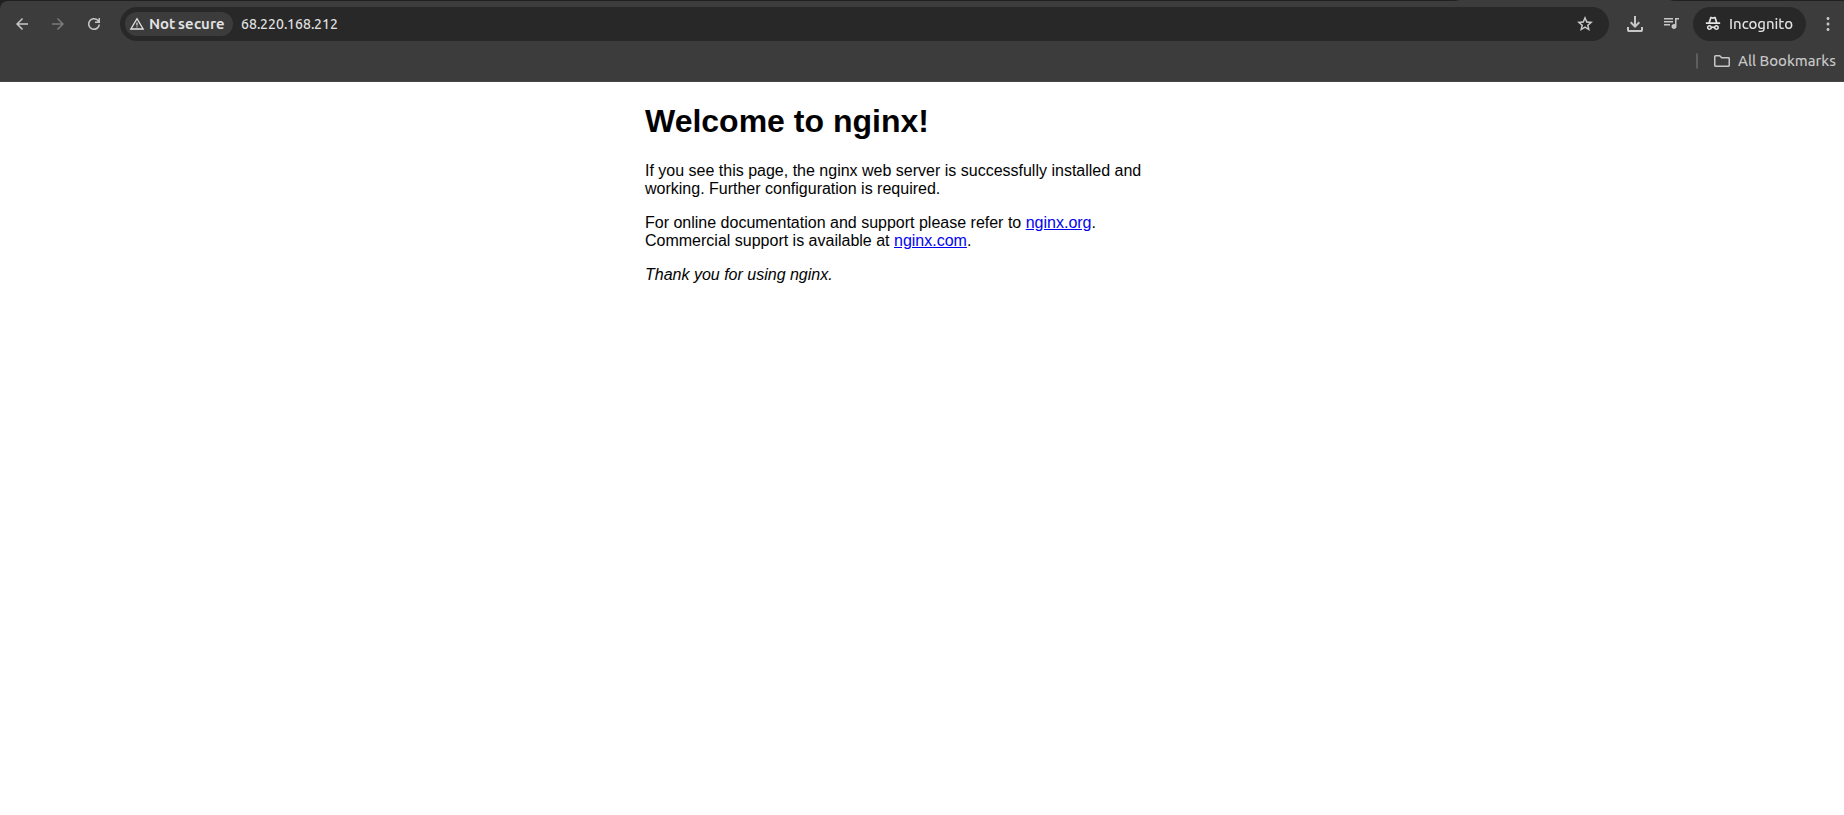 Not secure 68.220.168.212 Incognito
All Bookmarks
Welcome to nginx!
If you see this page, the nginx web server is successfully installed and
working. Further configuration is required.
For online documentation and support please refer to nginx.org.
Commercial support is available at nginx.com.
Thank you for using nginx.